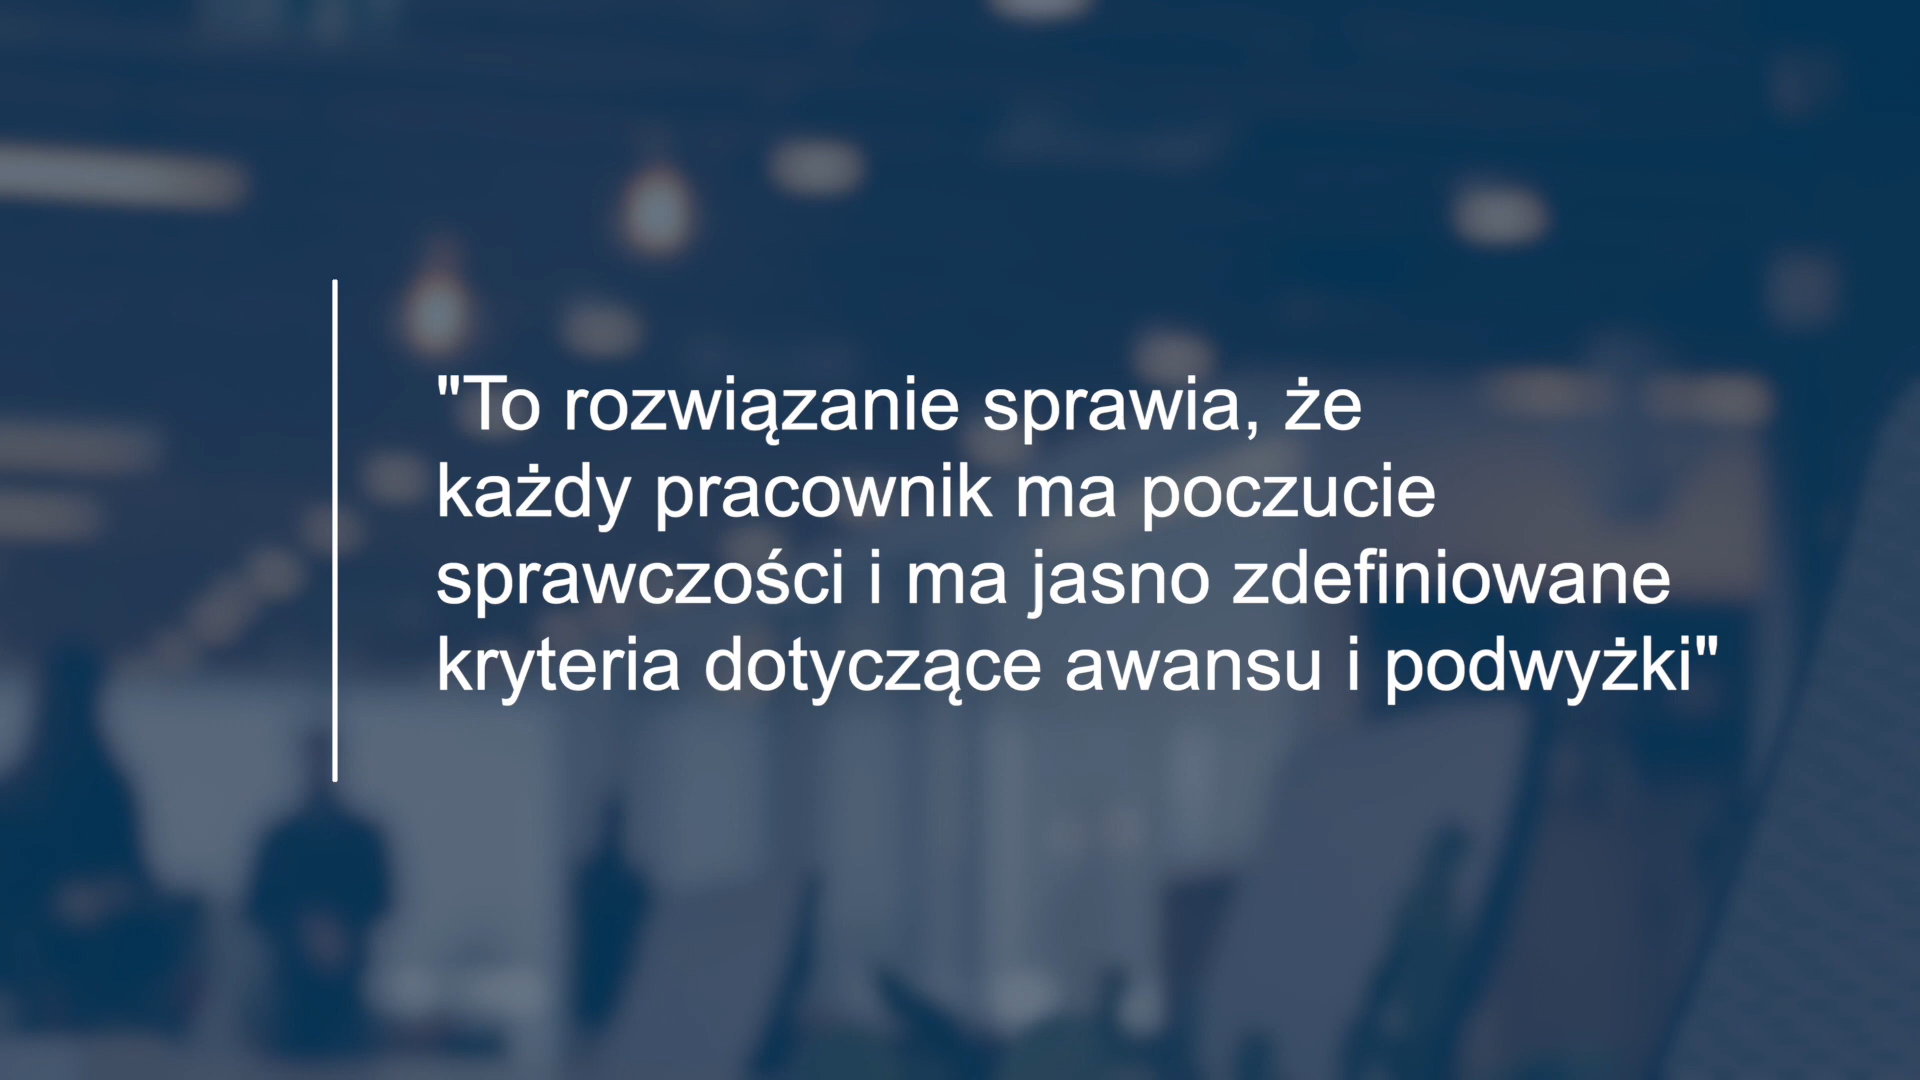 "To rozwiązanie sprawia, że
każdy pracownik ma poczucie
sprawczości i ma jasno zdefiniowane
kryteria dotyczące awansu i podwyżki"